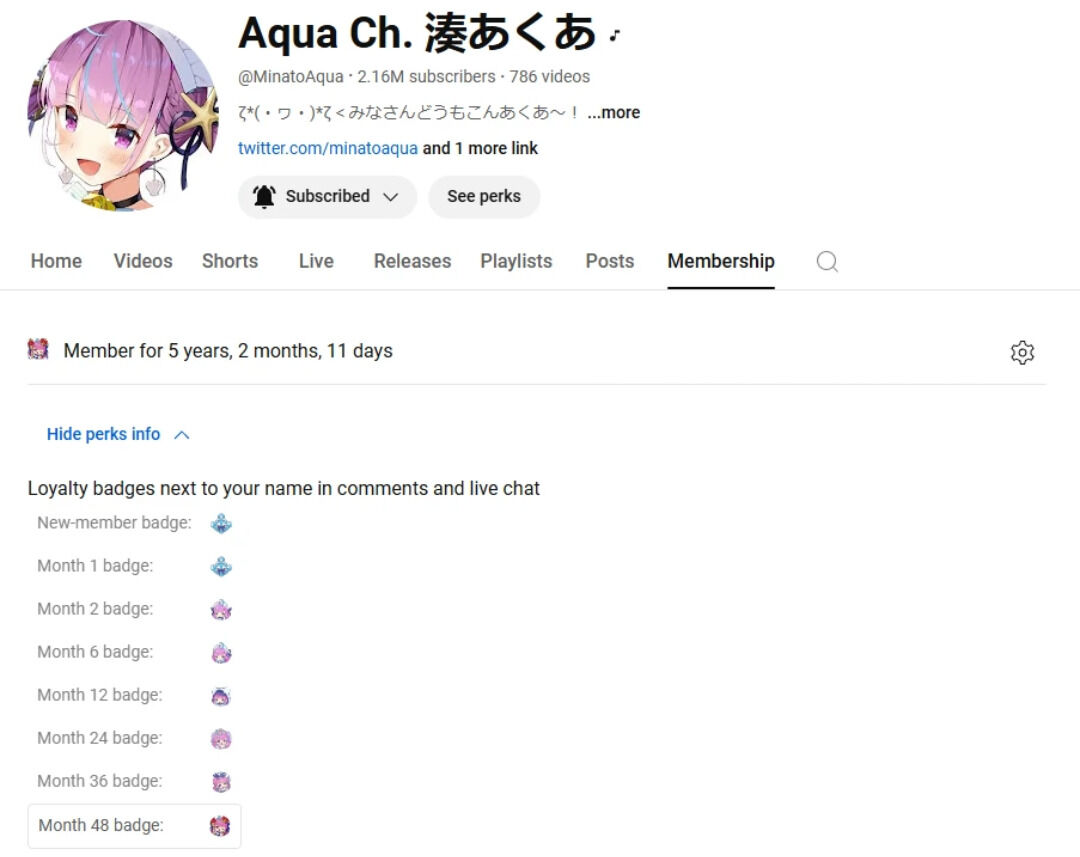 Aqua Ch. 湊あくあ
@MinatoAqua · 2.16M subscribers · 786 videos
ζ*(・ヮ・)*ζ < みなさんどうもこんあくあ〜！ ...more
twitter.com/minatoaqua and 1 more link
Subscribed See perks
Home Videos Shorts Live Releases Playlists Posts Membership
Member for 5 years, 2 months, 11 days
Hide perks info
Loyalty badges next to your name in comments and live chat
New-member badge:
Month 1 badge:
Month 2 badge:
Month 6 badge:
Month 12 badge:
Month 24 badge:
Month 36 badge:
Month 48 badge: